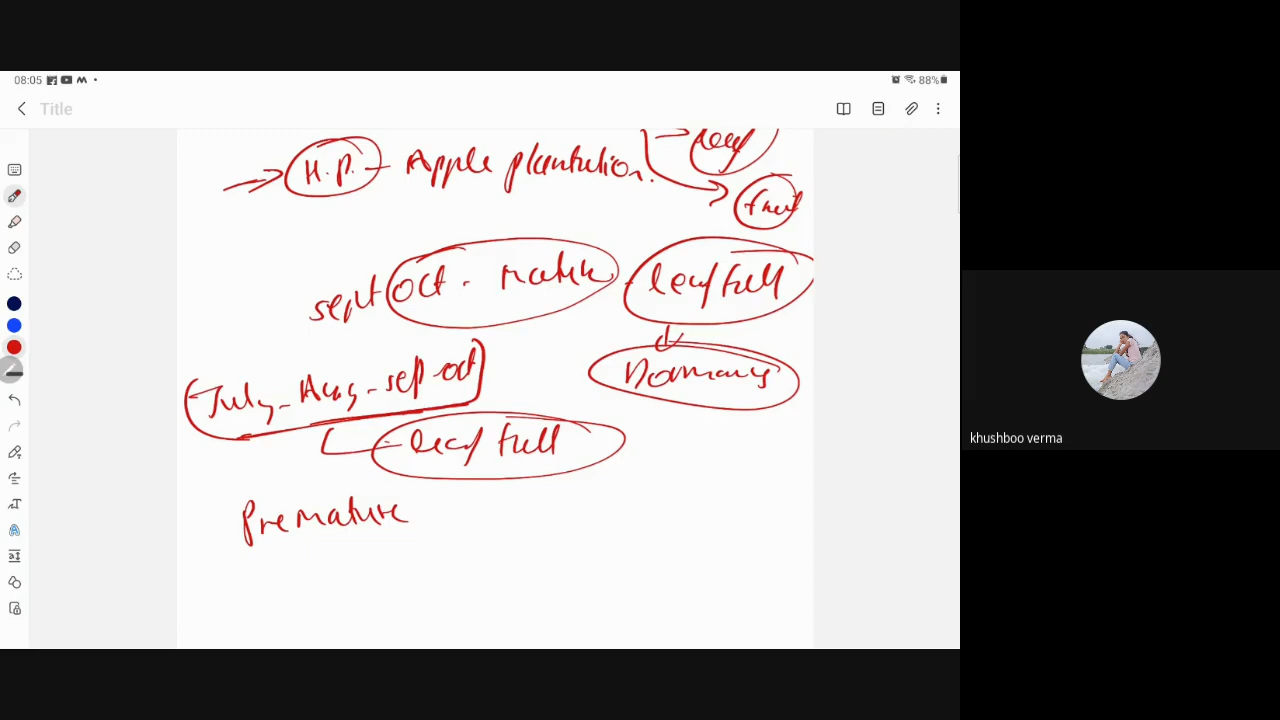 08:05
88%
Title
leaf
H.P. - Apple plantation.
fruit
sept oct - mature - leaf fall
July - Aug - sep - oct
Dormancy
leaf fall
Premature
khushboo verma